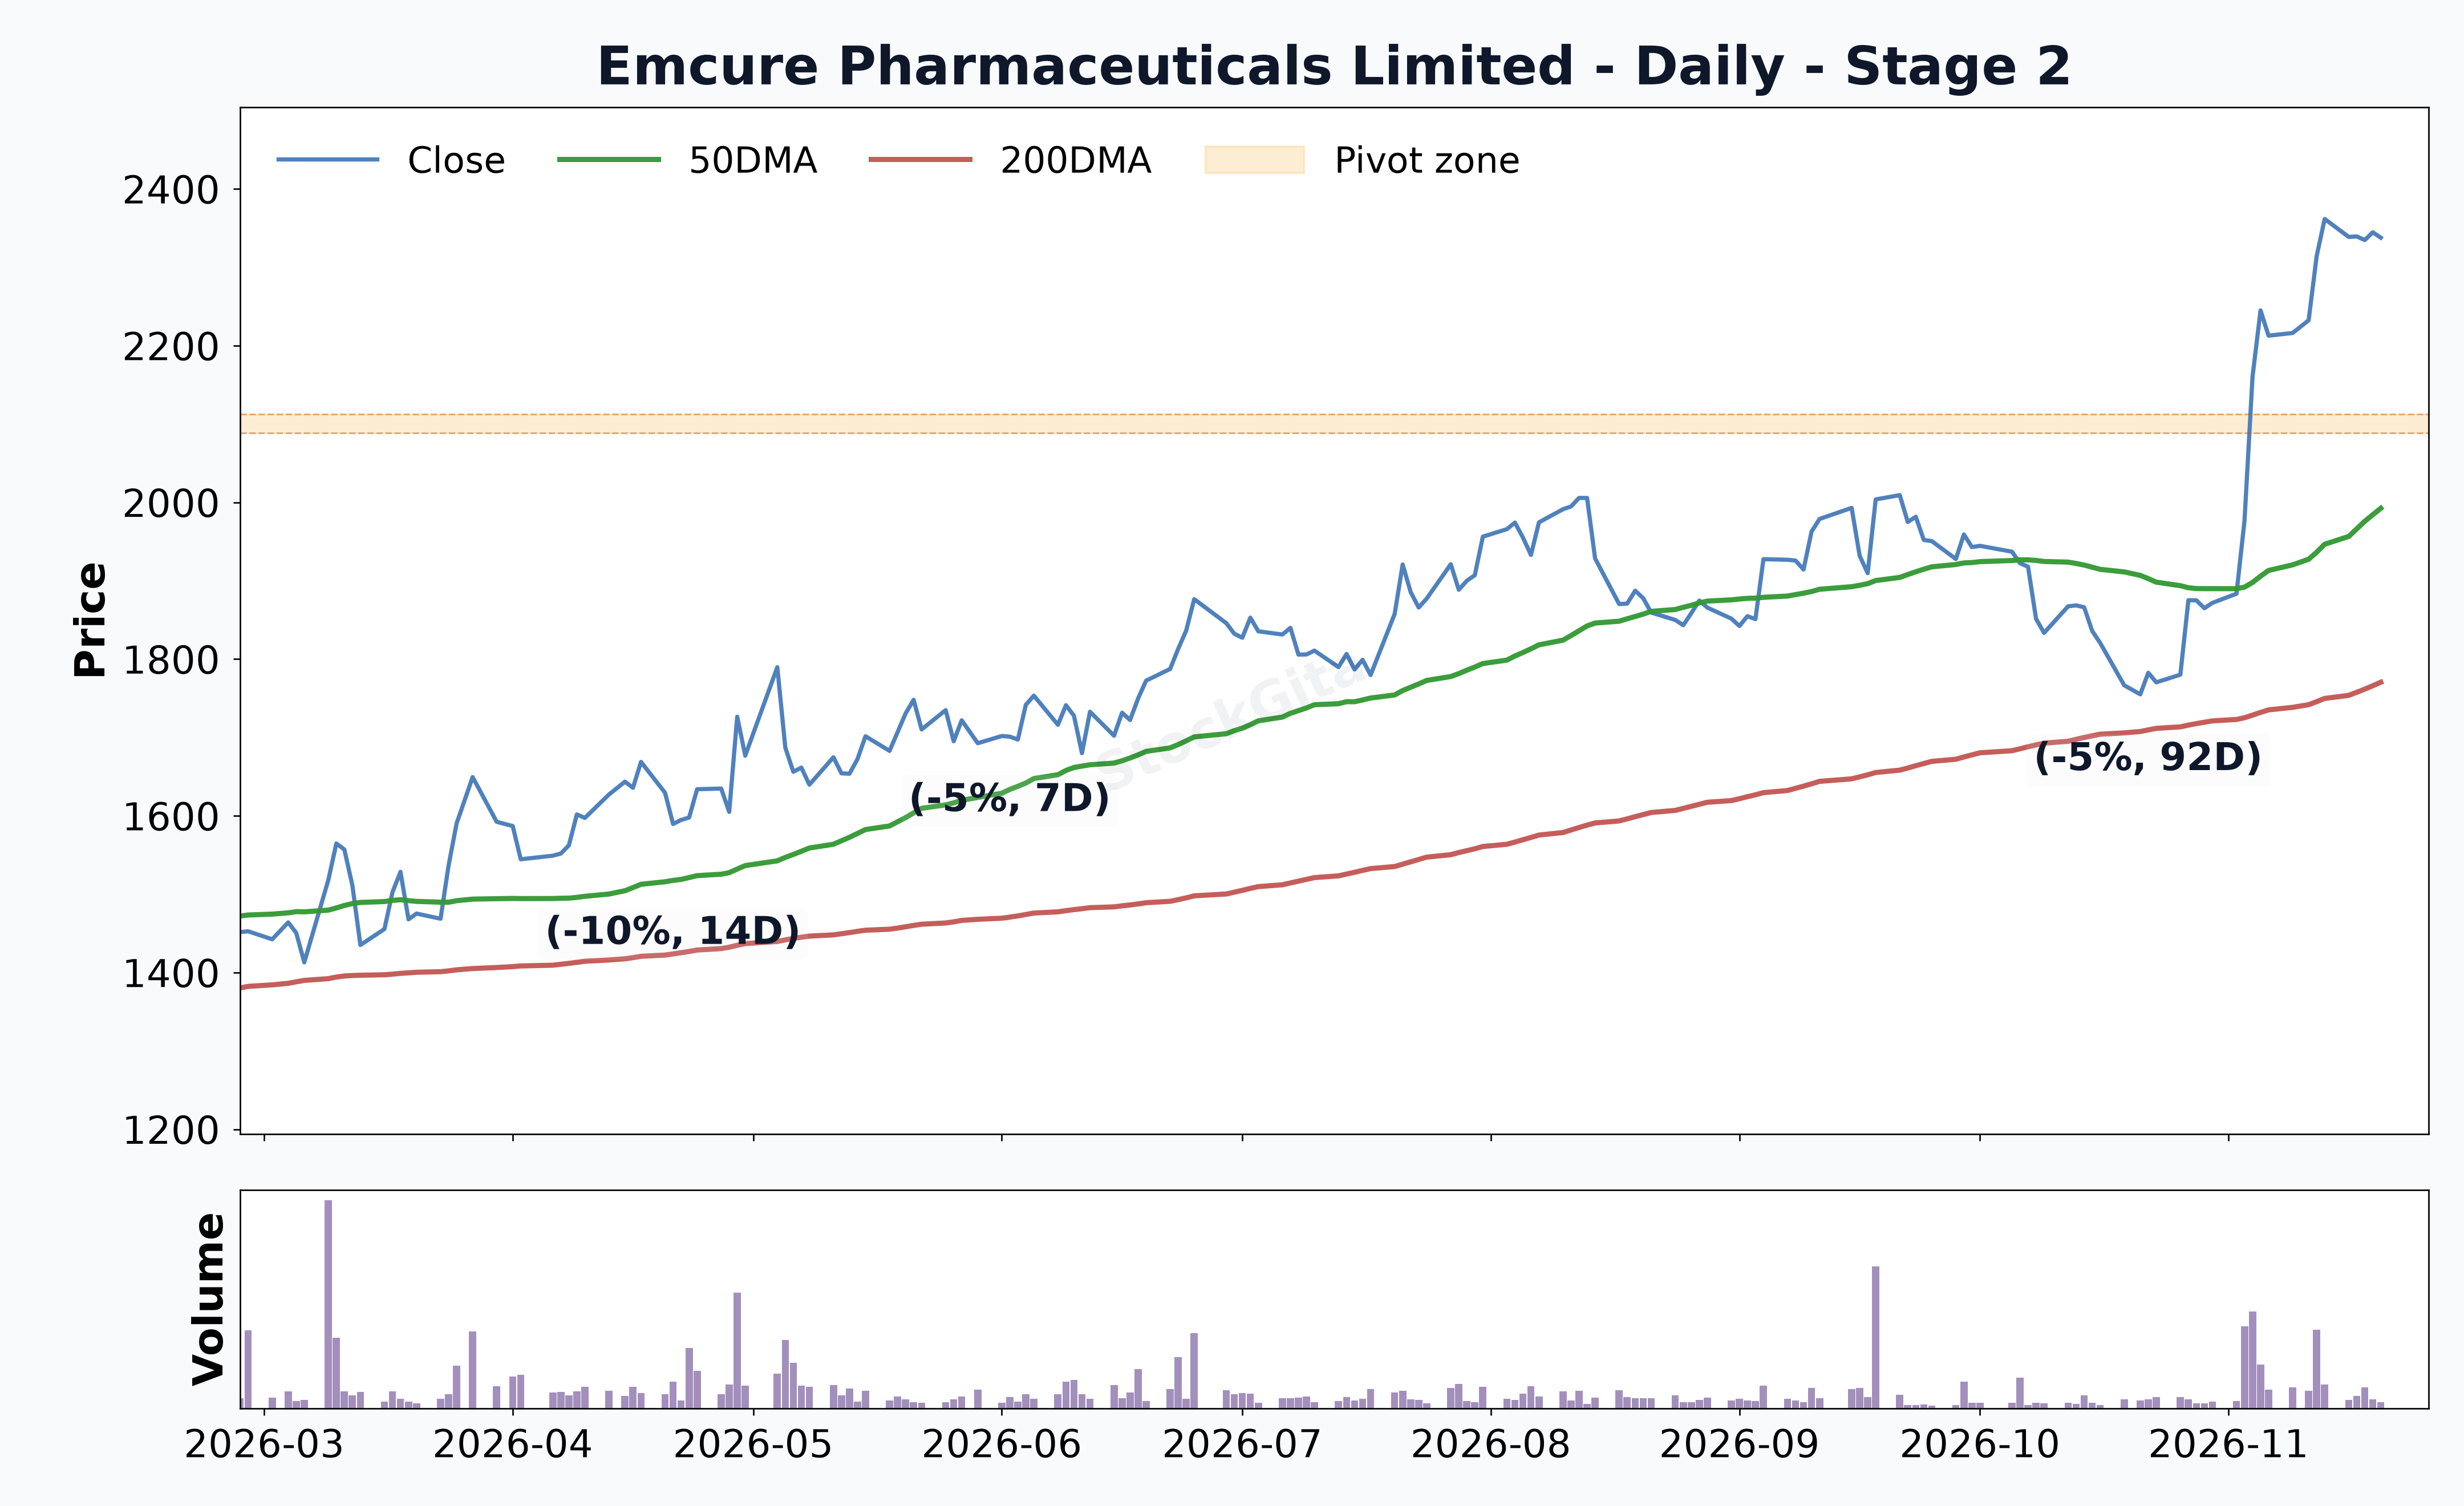 Emcure Pharmaceuticals Limited - Daily - Stage 2
Close 50DMA 200DMA Pivot zone
2400
2200
2000
1800
1600
1400
1200
Price
StockGita
(-10%, 14D)
(-5%, 7D)
(-5%, 92D)
Volume
2026-03 2026-04 2026-05 2026-06 2026-07 2026-08 2026-09 2026-10 2026-11